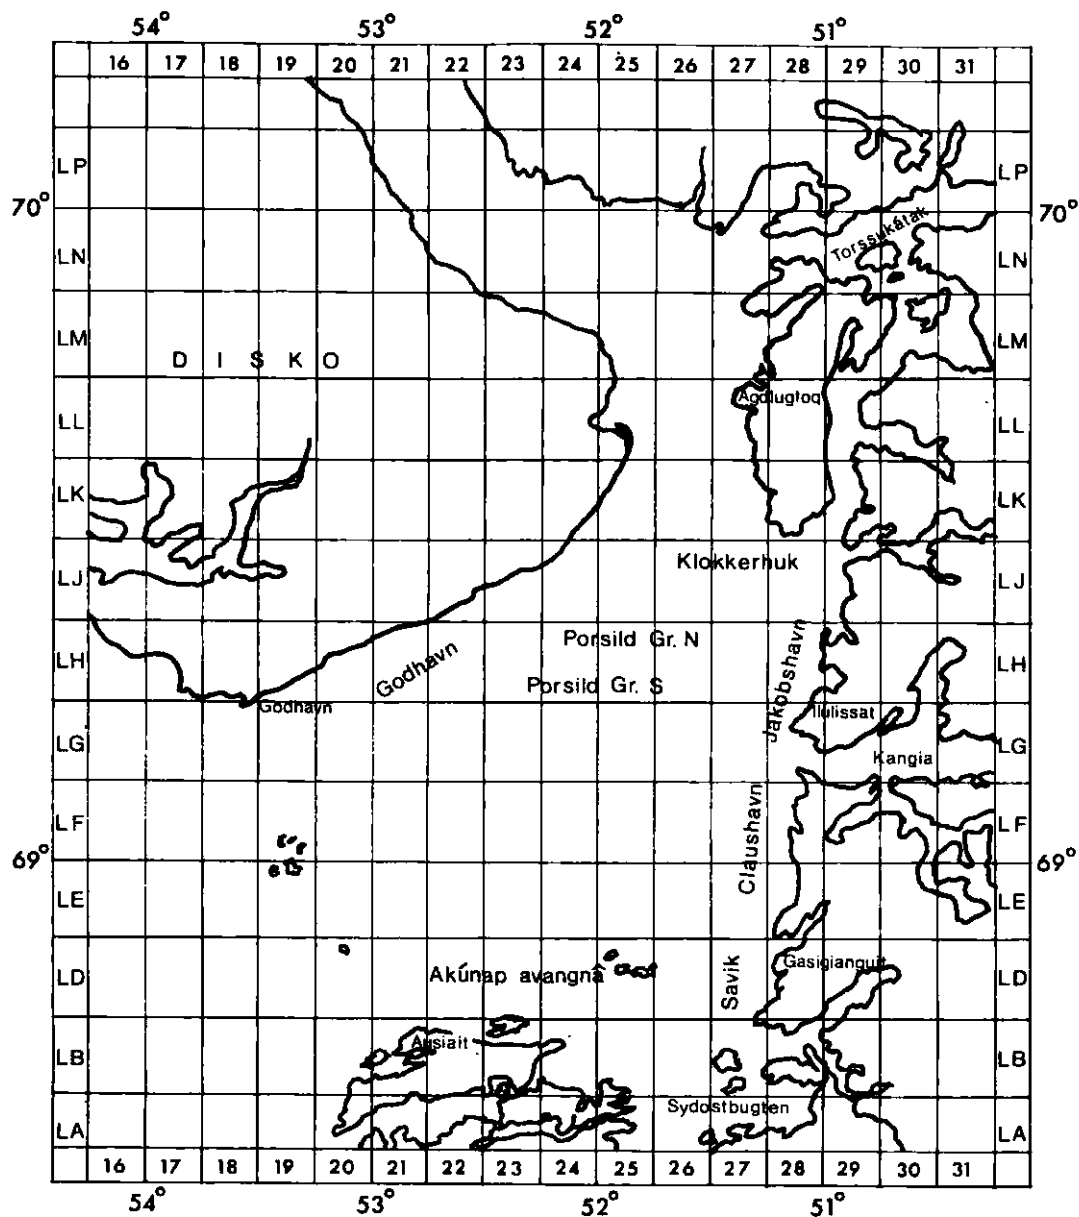 54° 53° 52° 51°
16 17 18 19 20 21 22 23 24 25 26 27 28 29 30 31
LP LP
70° 70°
Torssukátak
LN LN
LM LM
D I S K O
Agdlugtoq
LL LL
LK LK
Klokkerhuk
LJ LJ
Porsild Gr. N
Jakobshavn
LH LH
Godhavn
Porsild Gr. S
Godhavn
Ilulissat
LG LG
Kangia
Claushavn
LF LF
69° 69°
LE LE
Savik
Gasigianguit
Akúnap avangnâ
LD LD
Ausiait
LB LB
Sydostbugten
LA LA
16 17 18 19 20 21 22 23 24 25 26 27 28 29 30 31
54° 53° 52° 51°